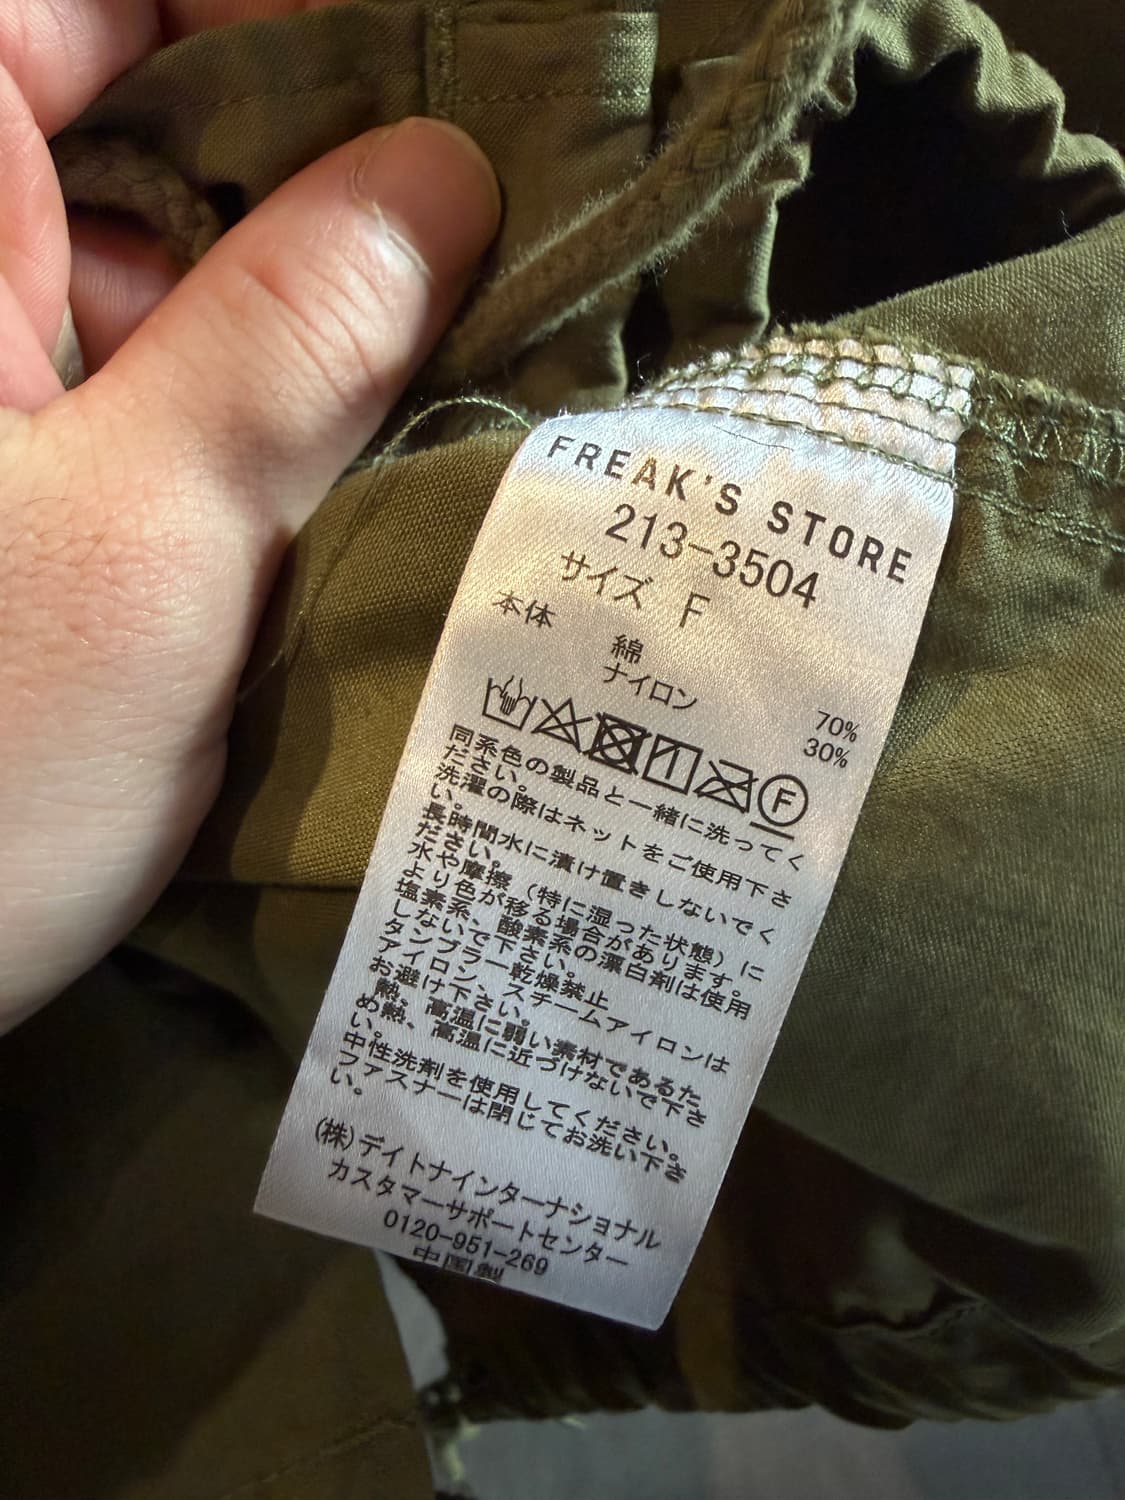 FREAK'S STORE
213-3504
サイズ F
本体 綿 70%
ナイロン 30%
F
同系色の製品と一緒に洗ってく
ださい。
洗濯の際はネットをご使用下さ
い。
長時間水に漬け置きしないでく
ださい。
水や摩擦（特に湿った状態）に
より色が移る場合があります。
塩素系、酸素系の漂白剤は使用
しないで下さい。
タンブラー乾燥禁止
アイロン、スチームアイロンは
お避け下さい。
熱、高温に弱い素材であるた
め熱、高温に近づけないで下さ
い。
中性洗剤を使用してください。
ファスナーは閉じてお洗い下さ
い。
(株)デイトナインターナショナル
カスタマーサポートセンター
0120-951-269
中国製